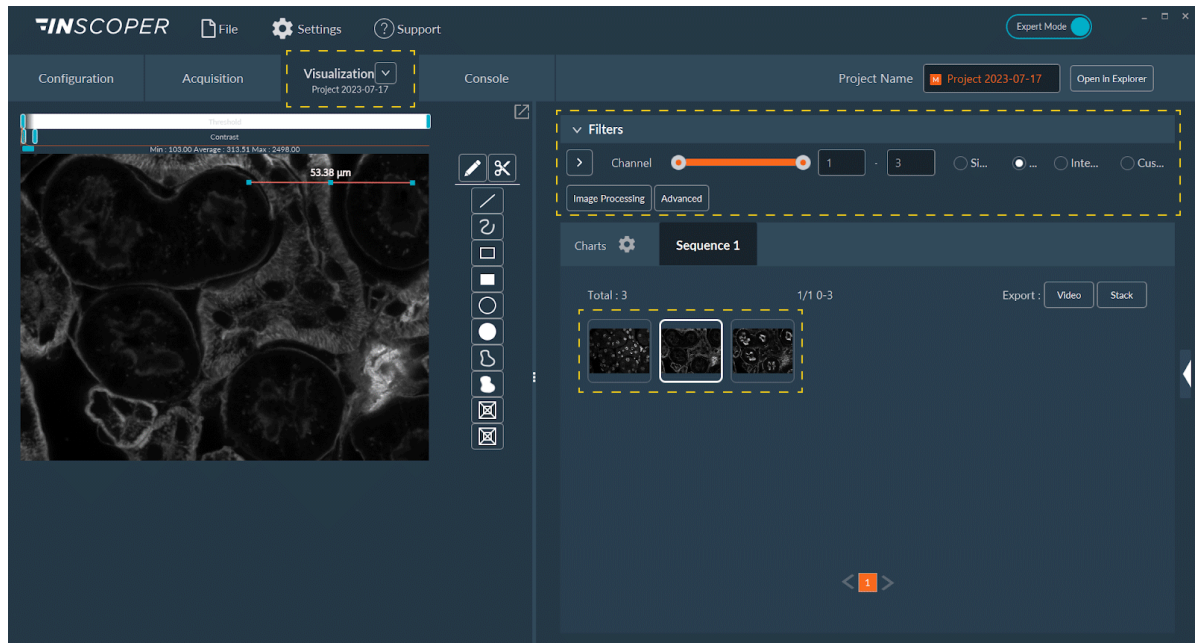 INSCOPER File Settings ? Support Expert Mode
Configuration Acquisition Visualization Console Project Name M Project 2023-07-17 Open in Explorer
Project 2023-07-17
Threshold
Contrast
Min : 103.00 Average : 313.51 Max : 2498.00
53.38 µm
Filters
Channel 1 - 3 Si... ... Inte... Cus...
Image Processing Advanced
Charts Sequence 1
Total : 3 1/1 0-3 Export : Video Stack
1